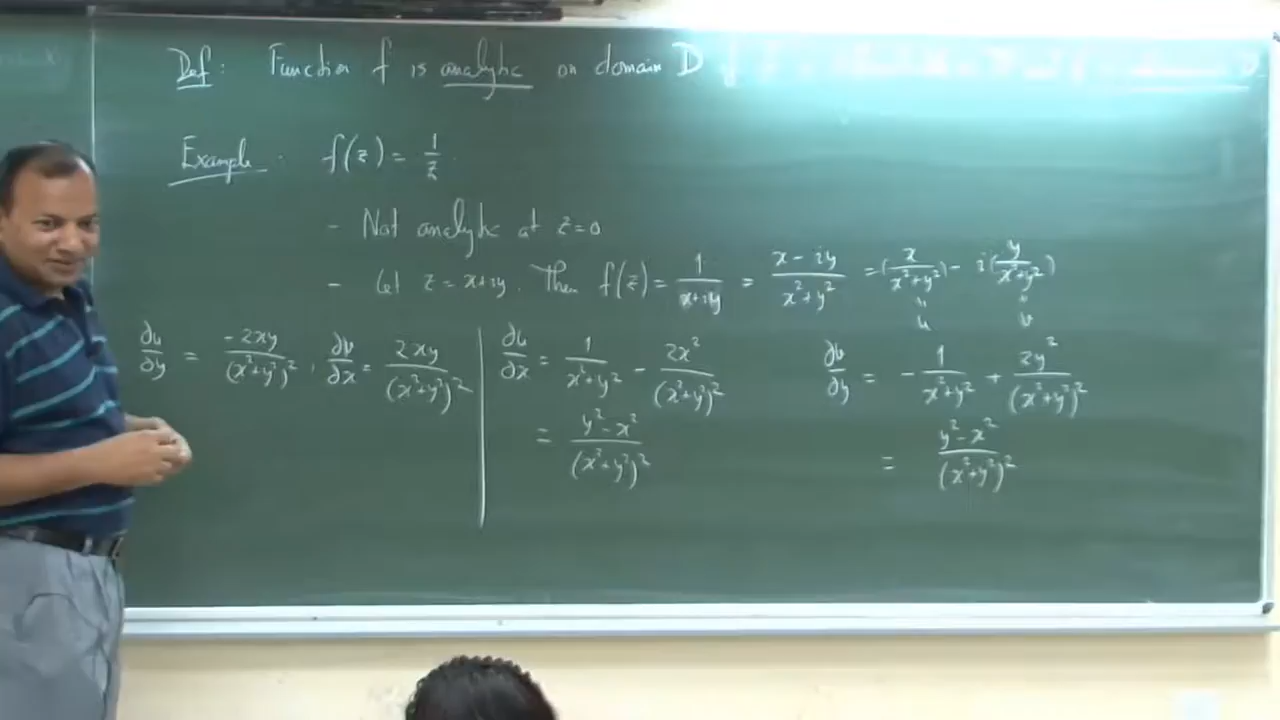 Def: Function f is analytic on domain D
Example. f(z) = 1/z.
- Not analytic at z=0
- Let z = x+iy. Then f(z) = 1/(x+iy) = (x-iy)/(x²+y²) = (x/(x²+y²)) - i(y/(x²+y²))
" "
u v
∂u/∂y = -2xy/(x²+y²)², ∂v/∂x = 2xy/(x²+y²)²
∂u/∂x = 1/(x²+y²) - 2x²/(x²+y²)²
= (y²-x²)/(x²+y²)²
∂v/∂y = -1/(x²+y²) + 2y²/(x²+y²)²
= (y²-x²)/(x²+y²)²